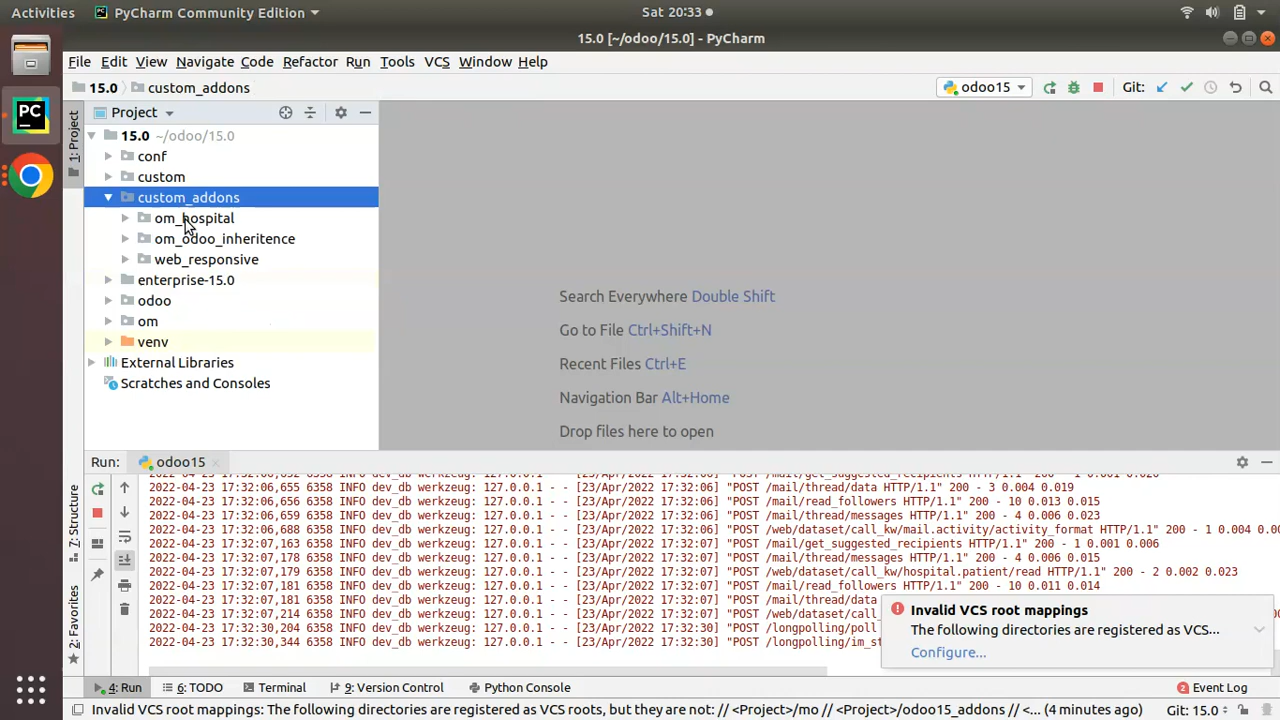 Activities PyCharm Community Edition Sat 20:33
15.0 [~/odoo/15.0] - PyCharm
File Edit View Navigate Code Refactor Run Tools VCS Window Help
15.0 custom_addons odoo15 Git:
Project
1: Project
15.0 ~/odoo/15.0
conf
custom
custom_addons
om_hospital
om_odoo_inheritence
web_responsive
enterprise-15.0
odoo
om
venv
External Libraries
Scratches and Consoles
Search Everywhere Double Shift
Go to File Ctrl+Shift+N
Recent Files Ctrl+E
Navigation Bar Alt+Home
Drop files here to open
Run: odoo15
7: Structure
2: Favorites
2022-04-23 17:32:06,655 6358 INFO dev_db werkzeug: 127.0.0.1 - - [23/Apr/2022 17:32:06] "POST /mail/thread/data HTTP/1.1" 200 - 3 0.004 0.019
2022-04-23 17:32:06,659 6358 INFO dev_db werkzeug: 127.0.0.1 - - [23/Apr/2022 17:32:06] "POST /mail/read_followers HTTP/1.1" 200 - 10 0.013 0.015
2022-04-23 17:32:06,663 6358 INFO dev_db werkzeug: 127.0.0.1 - - [23/Apr/2022 17:32:06] "POST /mail/thread/messages HTTP/1.1" 200 - 4 0.006 0.023
2022-04-23 17:32:06,688 6358 INFO dev_db werkzeug: 127.0.0.1 - - [23/Apr/2022 17:32:06] "POST /web/dataset/call_kw/mail.activity/activity_format HTTP/1.1" 200 - 1 0.004 0.0
2022-04-23 17:32:07,163 6358 INFO dev_db werkzeug: 127.0.0.1 - - [23/Apr/2022 17:32:07] "POST /mail/get_suggested_recipients HTTP/1.1" 200 - 1 0.001 0.006
2022-04-23 17:32:07,178 6358 INFO dev_db werkzeug: 127.0.0.1 - - [23/Apr/2022 17:32:07] "POST /mail/thread/messages HTTP/1.1" 200 - 4 0.006 0.015
2022-04-23 17:32:07,179 6358 INFO dev_db werkzeug: 127.0.0.1 - - [23/Apr/2022 17:32:07] "POST /web/dataset/call_kw/hospital.patient/read HTTP/1.1" 200 - 2 0.002 0.023
2022-04-23 17:32:07,181 6358 INFO dev_db werkzeug: 127.0.0.1 - - [23/Apr/2022 17:32:07] "POST /mail/read_followers HTTP/1.1" 200 - 10 0.011 0.014
2022-04-23 17:32:07,181 6358 INFO dev_db werkzeug: 127.0.0.1 - - [23/Apr/2022 17:32:07] "POST /mail/thread/data
2022-04-23 17:32:07,214 6358 INFO dev_db werkzeug: 127.0.0.1 - - [23/Apr/2022 17:32:07] "POST /web/dataset/call_
2022-04-23 17:32:30,204 6358 INFO dev_db werkzeug: 127.0.0.1 - - [23/Apr/2022 17:32:30] "POST /longpolling/poll
2022-04-23 17:32:30,344 6358 INFO dev_db werkzeug: 127.0.0.1 - - [23/Apr/2022 17:32:30] "POST /longpolling/im_st
Invalid VCS root mappings
The following directories are registered as VCS...
Configure...
4: Run 6: TODO Terminal 9: Version Control Python Console 2 Event Log
Invalid VCS root mappings: The following directories are registered as VCS roots, but they are not: // <Project>/mo // <Project>/odoo15_addons // <... (4 minutes ago) Git: 15.0